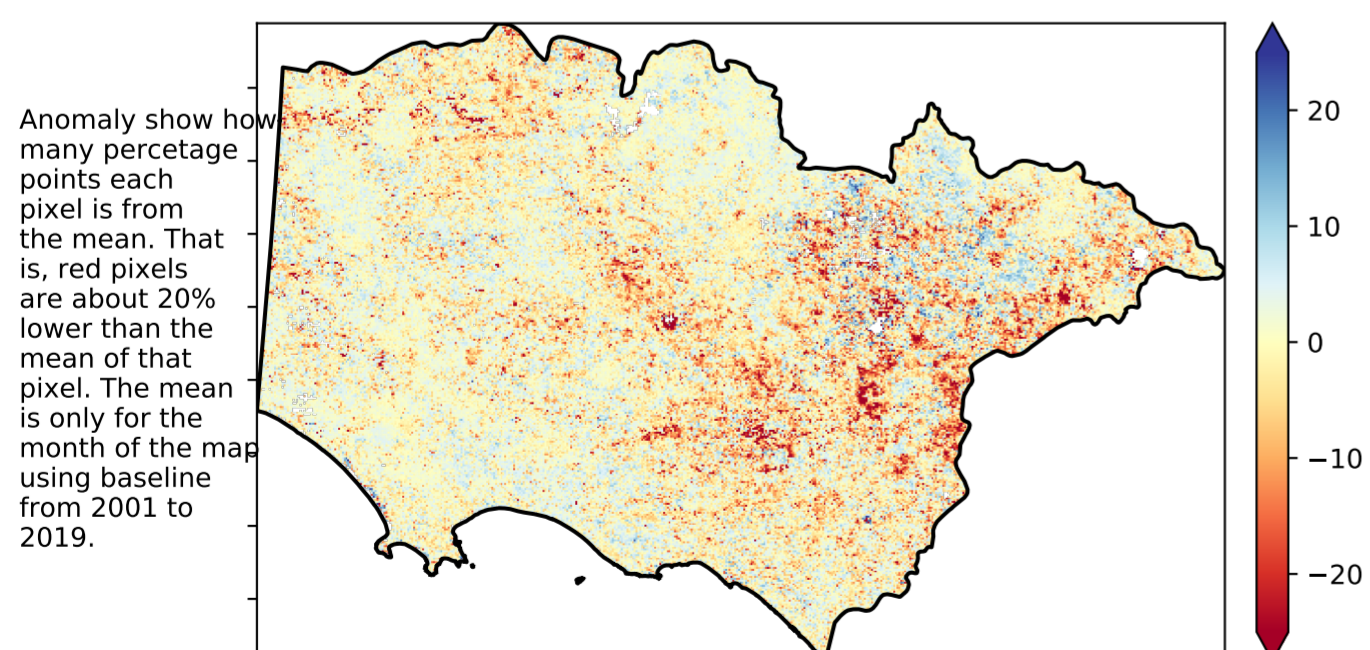 Anomaly show how
many percetage
points each
pixel is from
the mean. That
is, red pixels
are about 20%
lower than the
mean of that
pixel. The mean
is only for the
month of the map
using baseline
from 2001 to
2019.
20
10
0
−10
−20